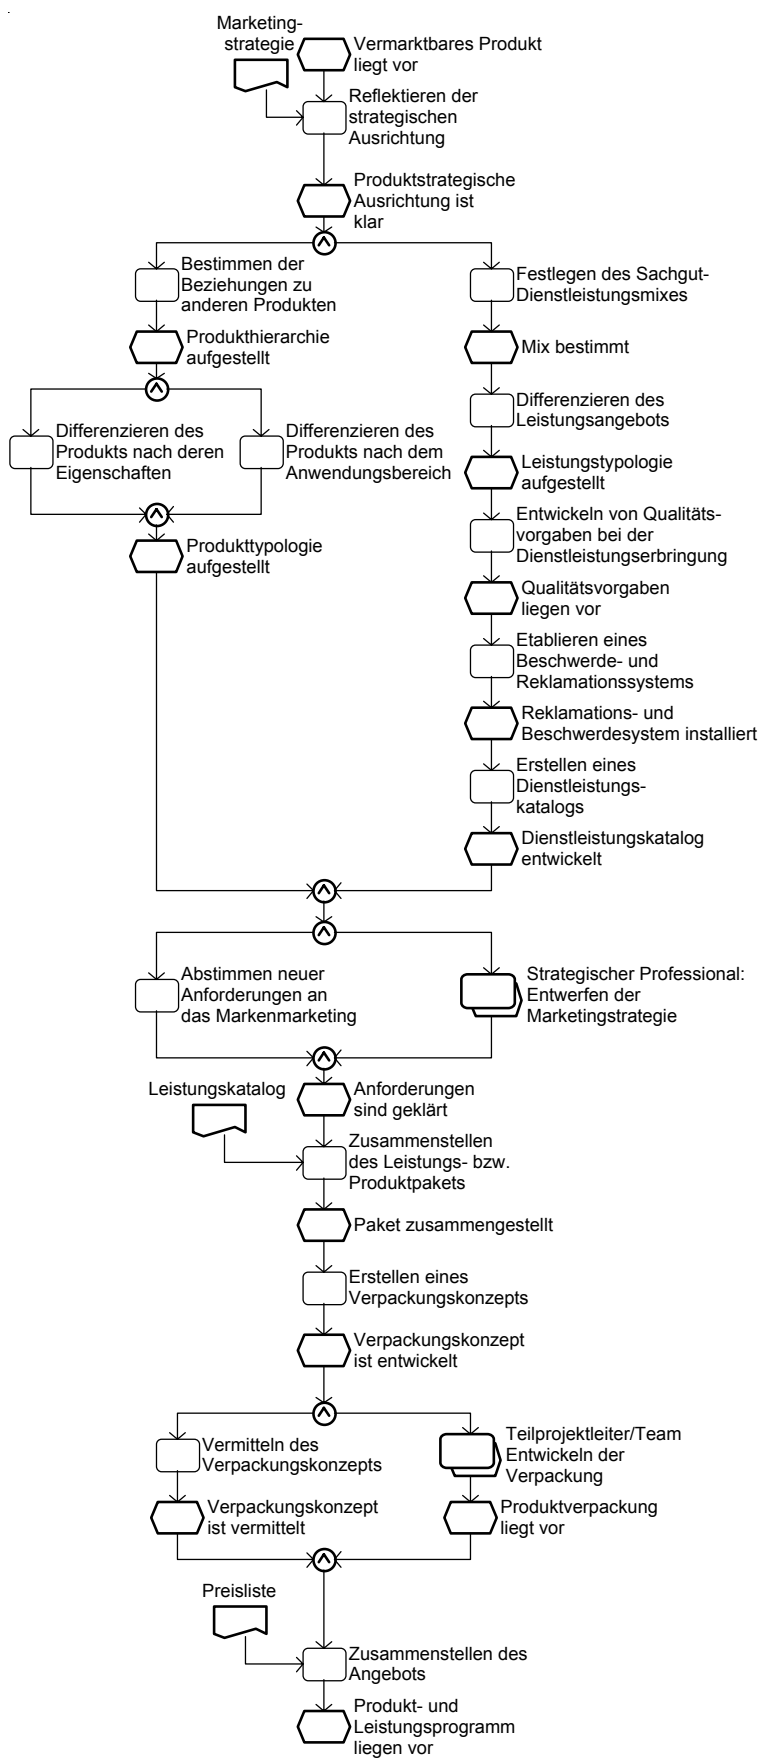 Marketing-
strategie
Vermarktbares Produkt
liegt vor
Reflektieren der
strategischen
Ausrichtung
Produktstrategische
Ausrichtung ist
klar
Bestimmen der
Beziehungen zu
anderen Produkten
Festlegen des Sachgut-
Dienstleistungsmixes
Produkthierarchie
aufgestellt
Mix bestimmt
Differenzieren des
Produkts nach deren
Eigenschaften
Differenzieren des
Produkts nach dem
Anwendungsbereich
Differenzieren des
Leistungsangebots
Leistungstypologie
aufgestellt
Produkttypologie
aufgestellt
Entwickeln von Qualitäts-
vorgaben bei der
Dienstleistungserbringung
Qualitätsvorgaben
liegen vor
Etablieren eines
Beschwerde- und
Reklamationssystems
Reklamations- und
Beschwerdesystem installiert
Erstellen eines
Dienstleistungs-
katalogs
Dienstleistungskatalog
entwickelt
Abstimmen neuer
Anforderungen an
das Markenmarketing
Strategischer Professional:
Entwerfen der
Marketingstrategie
Leistungskatalog
Anforderungen
sind geklärt
Zusammenstellen
des Leistungs- bzw.
Produktpakets
Paket zusammengestellt
Erstellen eines
Verpackungskonzepts
Verpackungskonzept
ist entwickelt
Vermitteln des
Verpackungskonzepts
Teilprojektleiter/Team
Entwickeln der
Verpackung
Verpackungskonzept
ist vermittelt
Produktverpackung
liegt vor
Preisliste
Zusammenstellen des
Angebots
Produkt- und
Leistungsprogramm
liegen vor